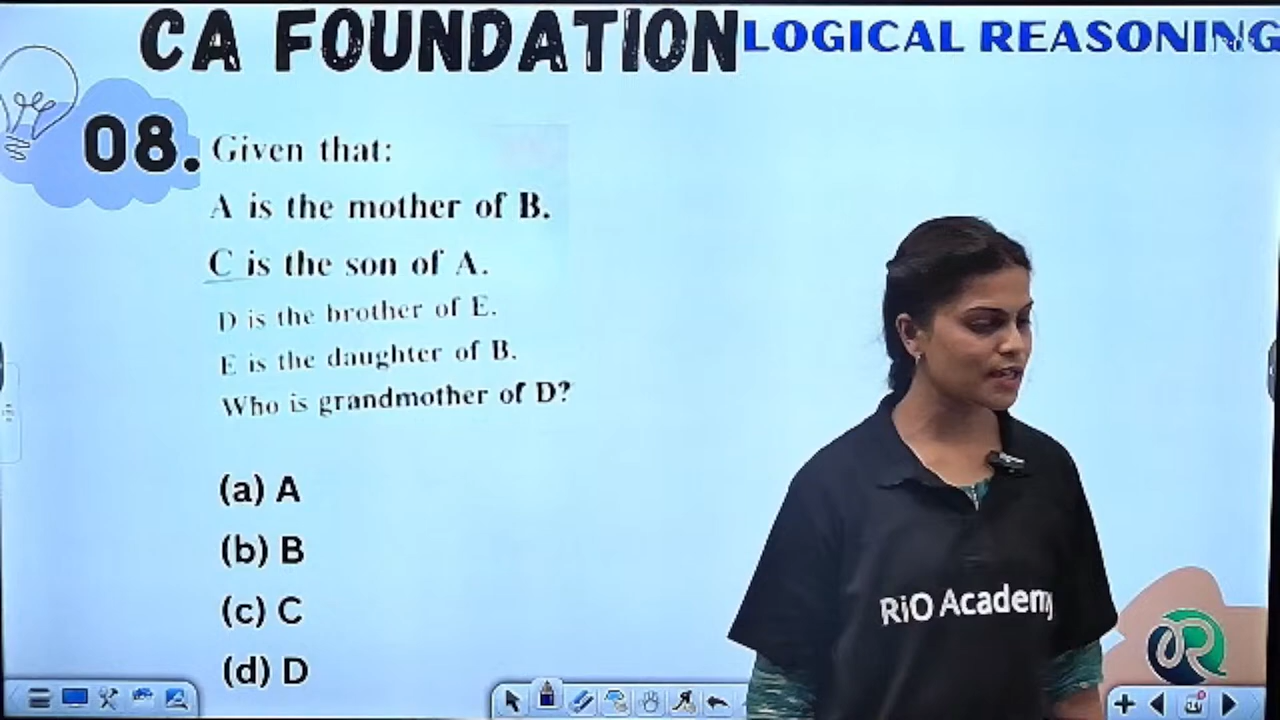 CA FOUNDATION
LOGICAL REASONING
08.
Given that:
A is the mother of B.
C is the son of A.
D is the brother of E.
E is the daughter of B.
Who is grandmother of D?
(a) A
(b) B
(c) C
(d) D
RiO Academy